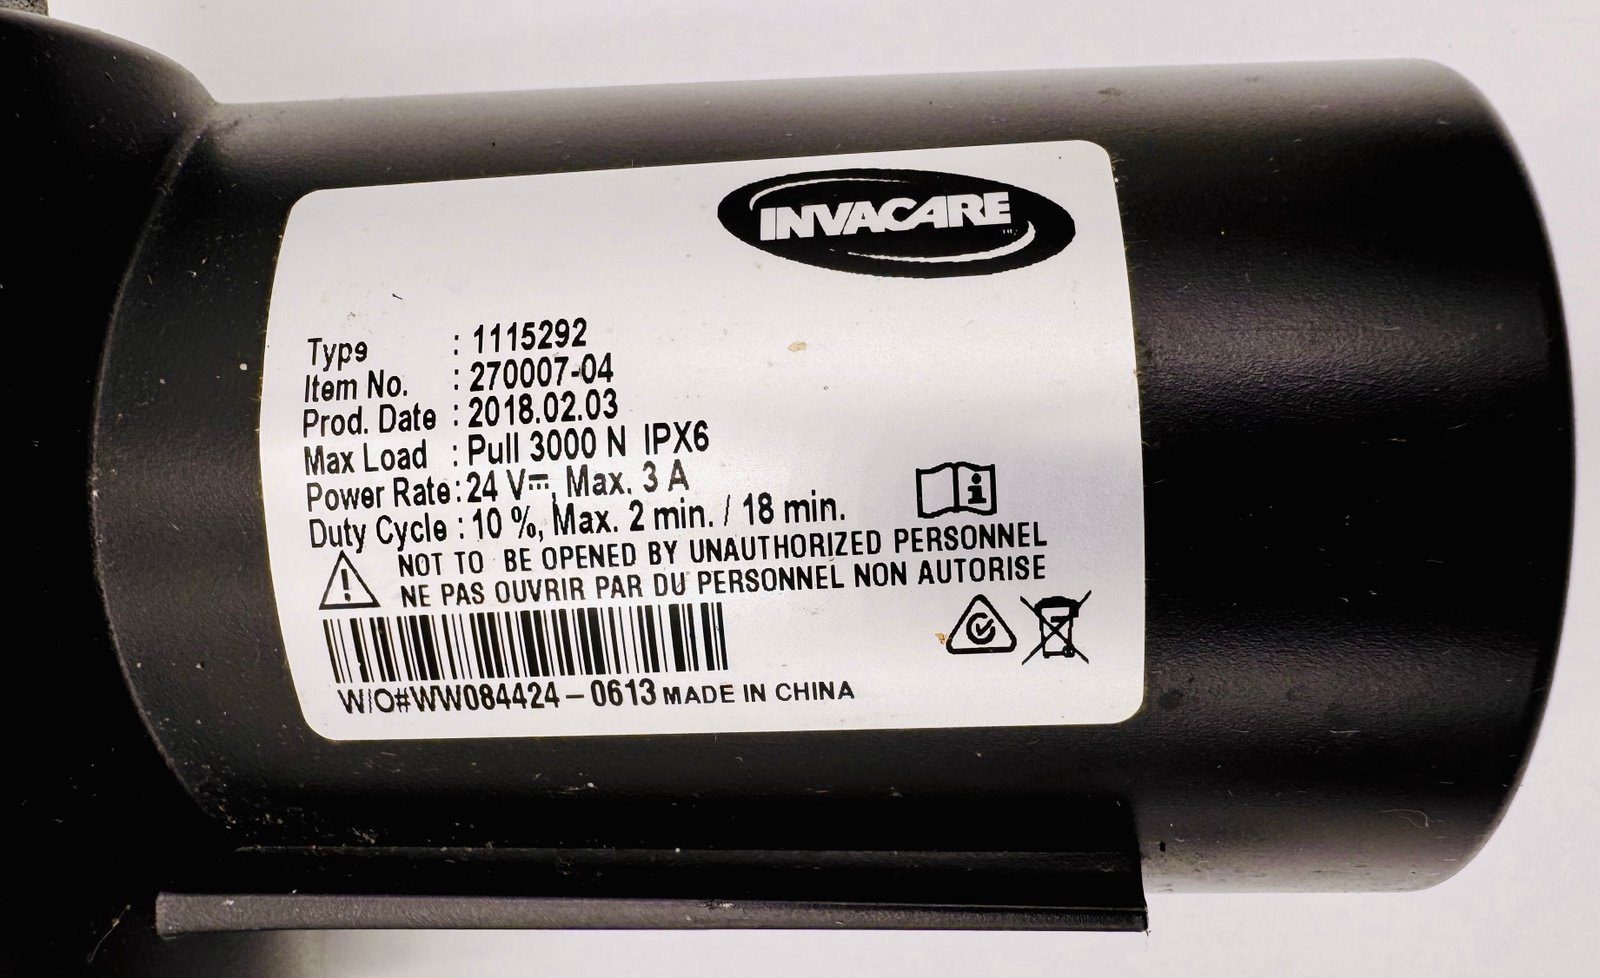 INVACARE
Type : 1115292
Item No. : 270007-04
Prod. Date : 2018.02.03
Max Load : Pull 3000 N IPX6
Power Rate : 24 V⎓, Max. 3 A
Duty Cycle : 10 %, Max. 2 min. / 18 min.
NOT TO BE OPENED BY UNAUTHORIZED PERSONNEL
NE PAS OUVRIR PAR DU PERSONNEL NON AUTORISE
W/O#WW084424-0613 MADE IN CHINA